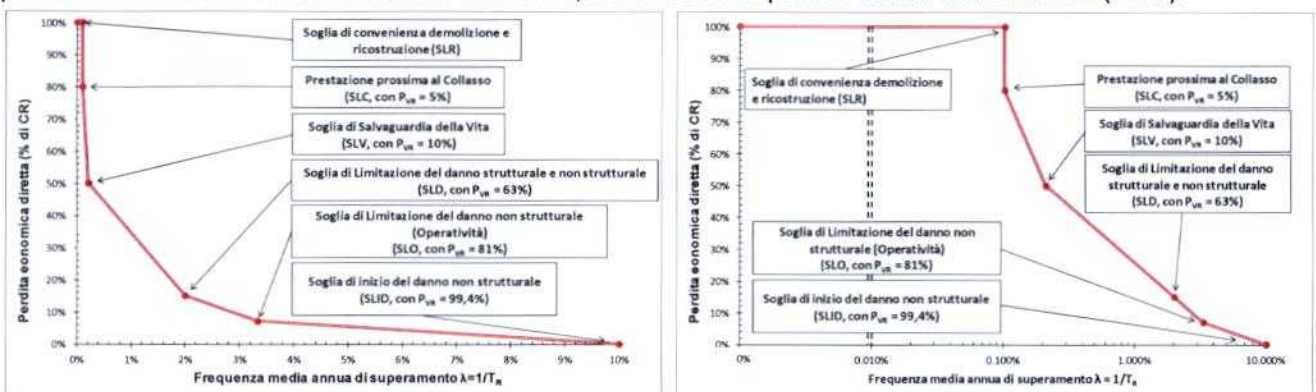 Perdita economica diretta (% di CR)
100%
90%
80%
70%
60%
50%
40%
30%
20%
10%
0%
Soglia di convenienza demolizione e
ricostruzione (SLR)
Prestazione prossima al Collasso
(SLC, con PVR = 5%)
Soglia di Salvaguardia della Vita
(SLV, con PVR = 10%)
Soglia di Limitazione del danno strutturale e non strutturale
(SLD, con PVR = 63%)
Soglia di Limitazione del danno non strutturale
(Operatività)
(SLO, con PVR = 81%)
Soglia di inizio del danno non strutturale
(SLID, con PVR = 99,4%)
0% 1% 2% 3% 4% 5% 6% 7% 8% 9% 10%
Frequenza media annua di superamento λ=1/TR
Perdita economica diretta (% di CR)
100%
90%
80%
70%
60%
50%
40%
30%
20%
10%
0%
Soglia di convenienza demolizione
e ricostruzione (SLR)
Prestazione prossima al Collasso
(SLC, con PVR = 5%)
Soglia di Salvaguardia della Vita
(SLV, con PVR = 10%)
Soglia di Limitazione del danno
strutturale e non strutturale
(SLD, con PVR = 63%)
Soglia di Limitazione del danno non
strutturale (Operatività)
(SLO, con PVR = 81%)
Soglia di inizio del danno non strutturale
(SLID, con PVR = 99,4%)
0% 0.010% 0.100% 1.000% 10.000%
Frequenza media annua di superamento λ = 1/TR